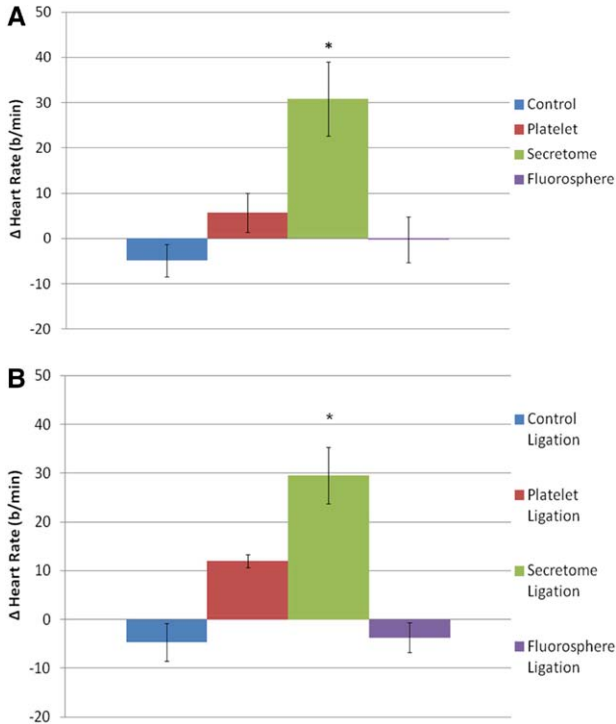 A
50
40
30
20
10
0
-10
-20
Δ Heart Rate (b/min)
*
Control
Platelet
Secretome
Fluorosphere
B
50
40
30
20
10
0
-10
-20
Δ Heart Rate (b/min)
*
Control
Ligation
Platelet
Ligation
Secretome
Ligation
Fluorosphere
Ligation